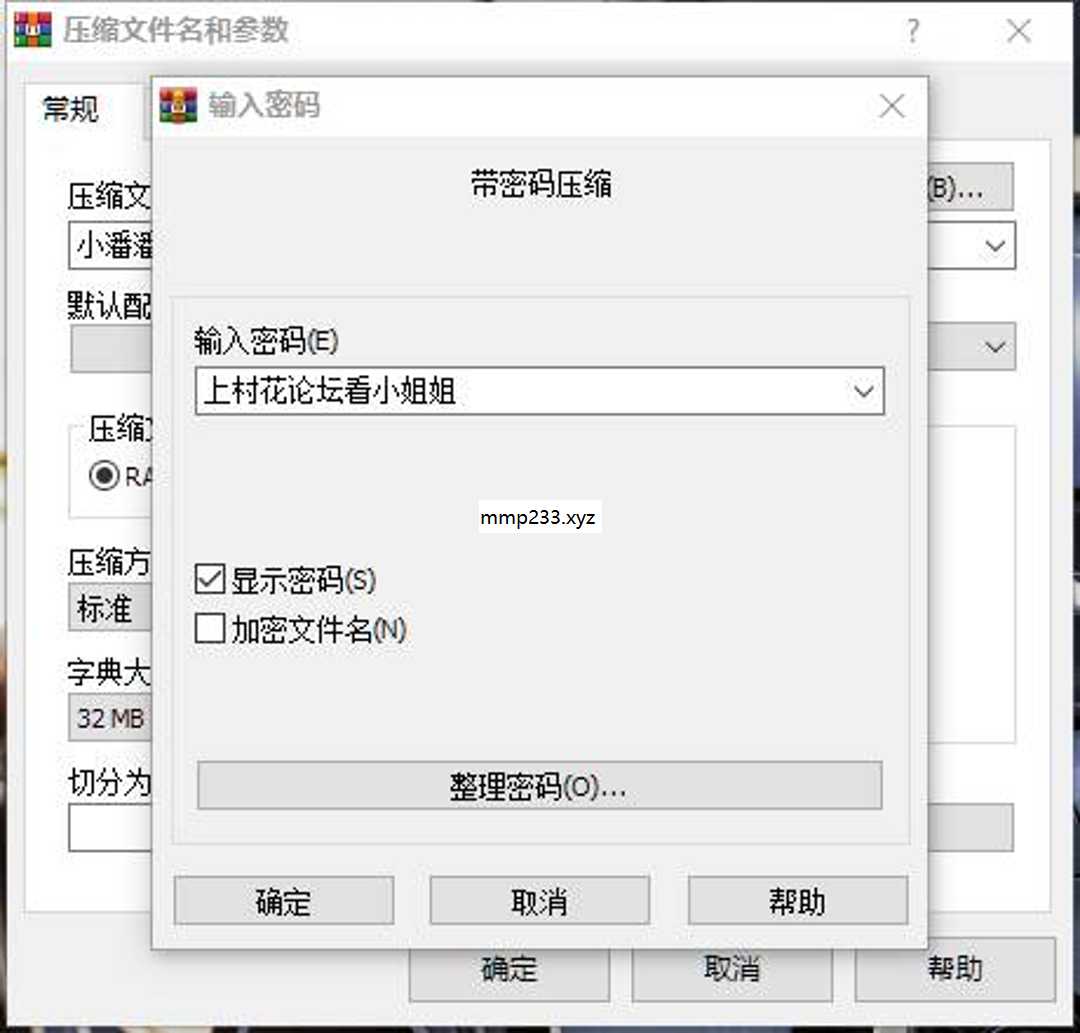 压缩文件名和参数
输入密码
常规
带密码压缩
压缩文
(B)...
小潘潘
默认配
输入密码(E)
上村花论坛看小姐姐
压缩
RA
mmp233.xyz
压缩方
显示密码(S)
标准
加密文件名(N)
字典大
32 MB
切分为
整理密码(O)...
确定
取消
帮助
确定
取消
帮助